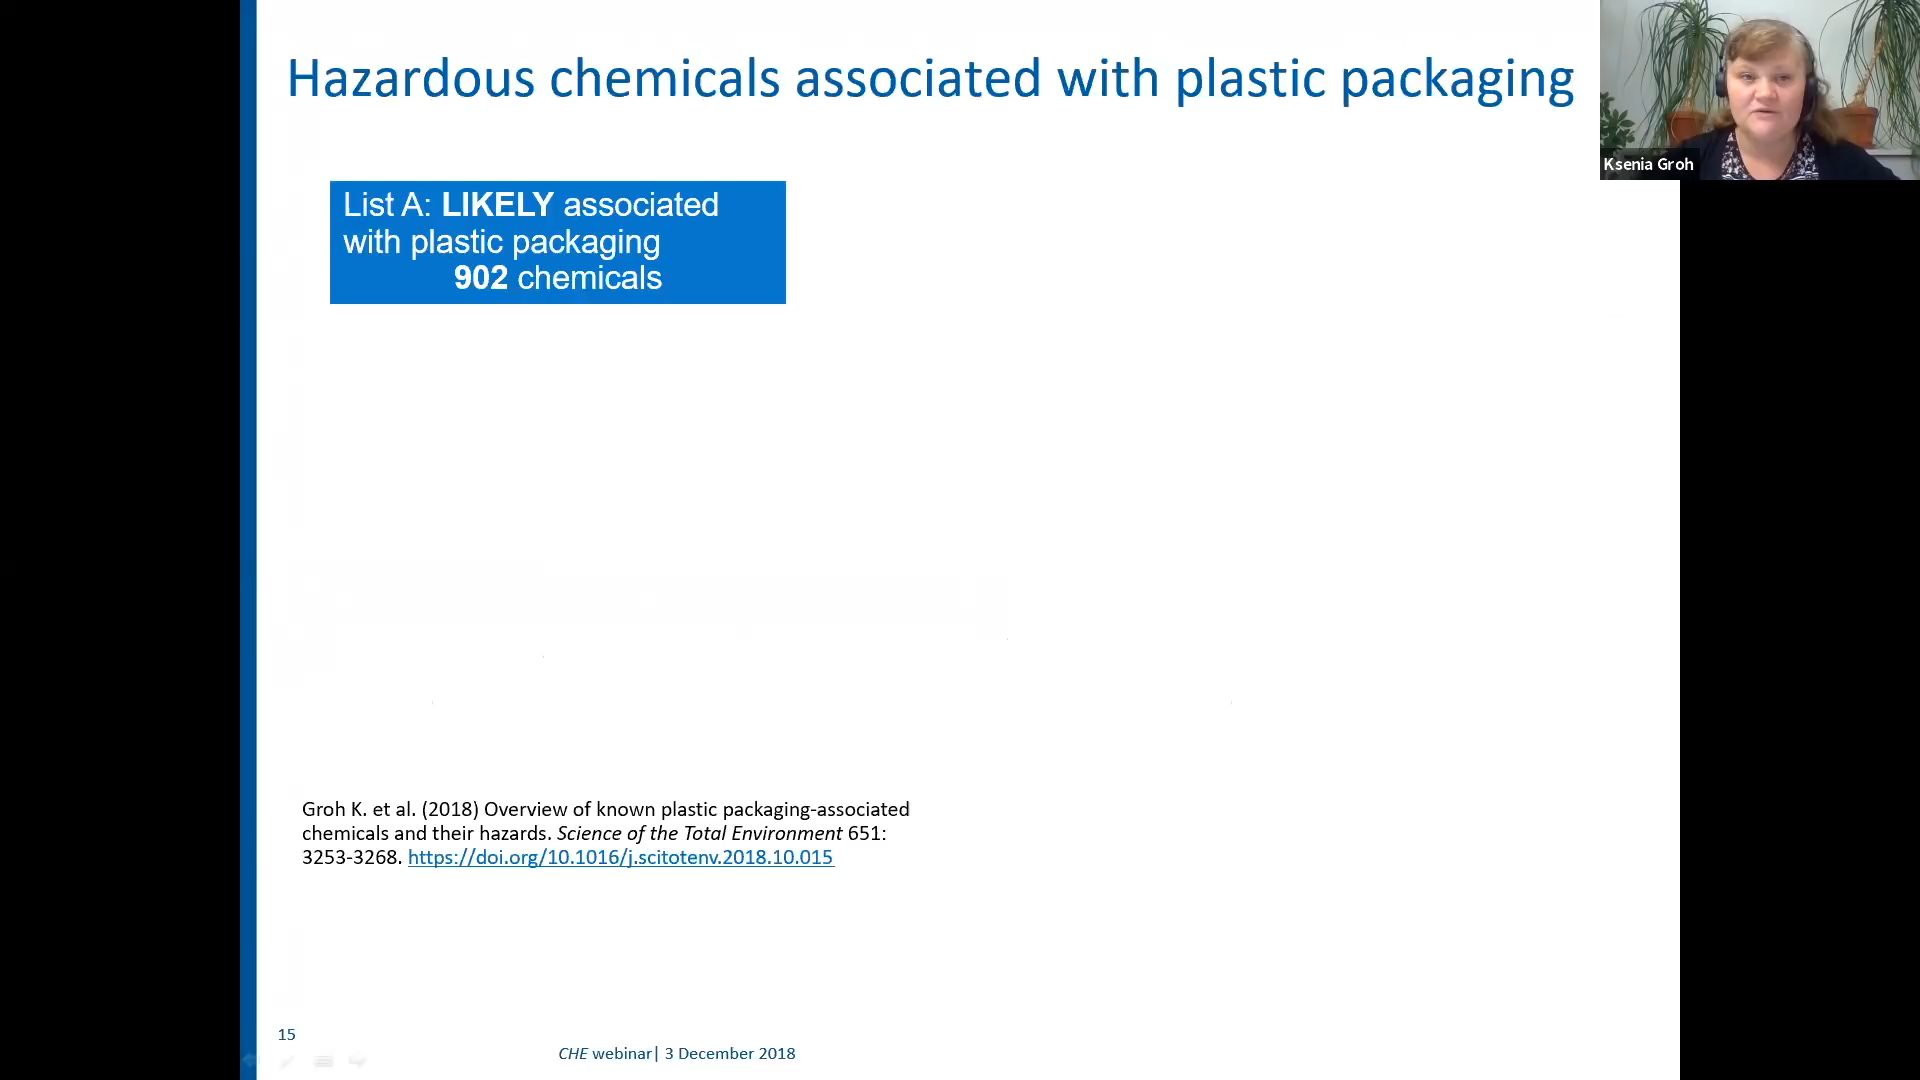 Hazardous chemicals associated with plastic packaging
Ksenia Groh
List A: LIKELY associated
with plastic packaging
902 chemicals
Groh K. et al. (2018) Overview of known plastic packaging-associated
chemicals and their hazards. Science of the Total Environment 651:
3253-3268. https://doi.org/10.1016/j.scitotenv.2018.10.015
15
CHE webinar| 3 December 2018